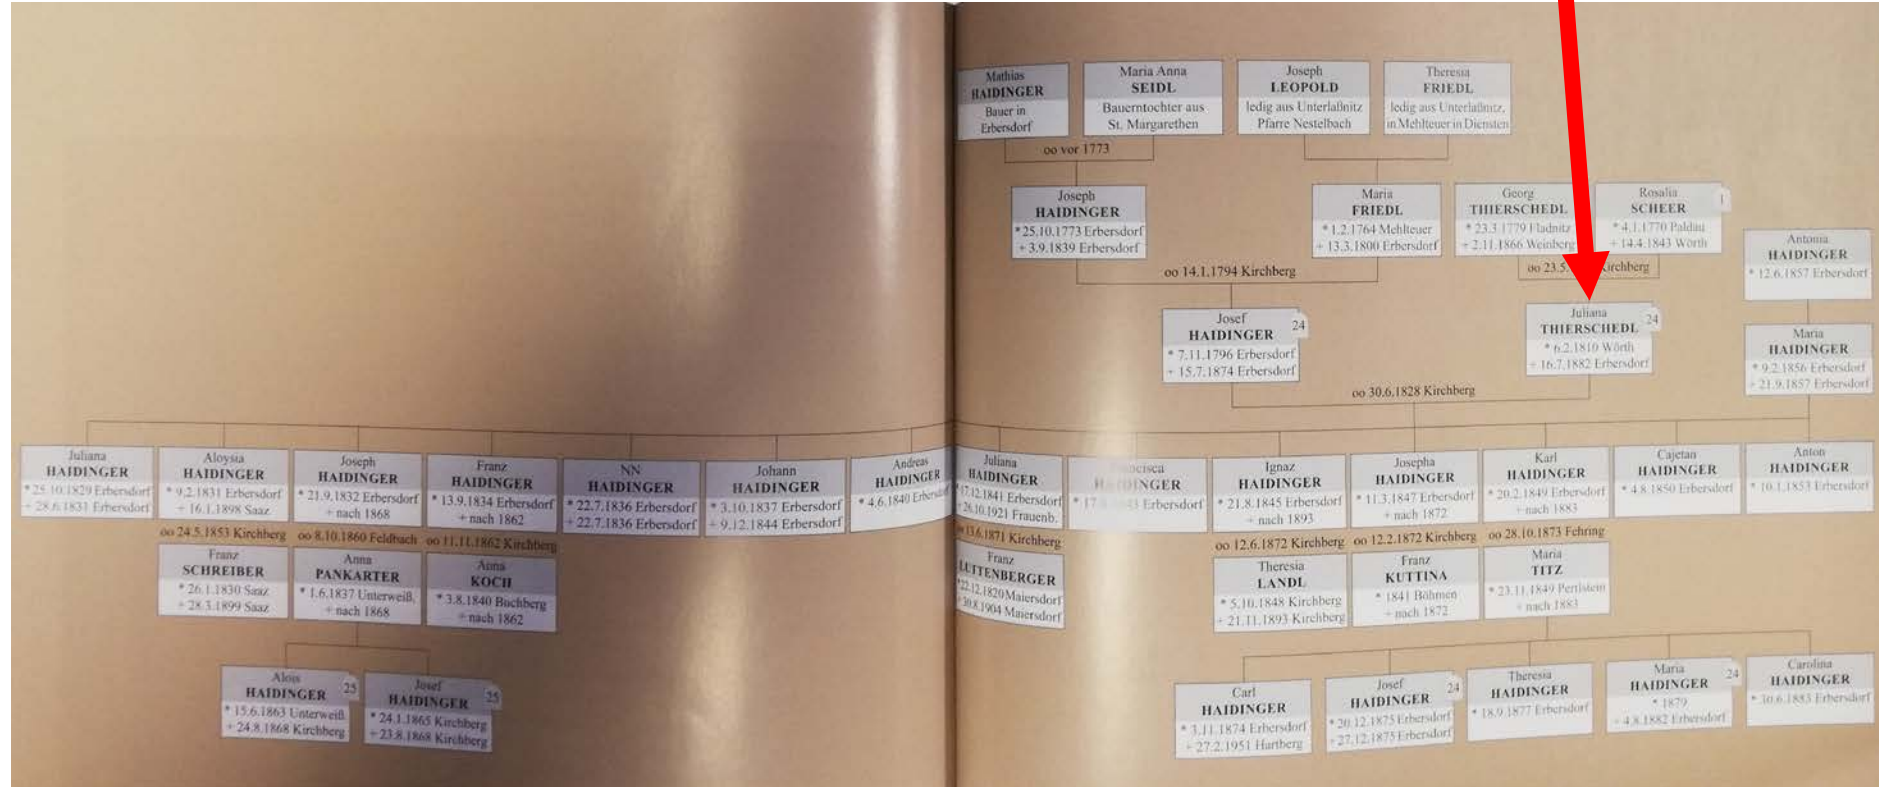 Mathias
HAIDINGER
Bauer in
Erbersdorf
Maria Anna
SEIDL
Bauerntochter aus
St. Margarethen
Joseph
LEOPOLD
ledig aus Unterlaßnitz
Pfarre Nestelbach
Theresia
FRIEDL
ledig aus Unterlaßnitz,
in Mehlteuer in Diensten
oo vor 1773
Joseph
HAIDINGER
* 25.10.1773 Erbersdorf
+ 3.9.1839 Erbersdorf
Maria
FRIEDL
* 1.2.1764 Mehlteuer
+ 13.3.1800 Erbersdorf
Georg
THIERSCHEDL
* 23.3.1779 Fladnitz
+ 2.11.1866 Weinberg
Rosalia
SCHEER
1
* 4.1.1770 Paldau
+ 14.4.1843 Wörth
oo 14.1.1794 Kirchberg
oo 23.5. Kirchberg
Antonia
HAIDINGER
* 12.6.1857 Erbersdorf
Josef
HAIDINGER
24
* 7.11.1796 Erbersdorf
+ 15.7.1874 Erbersdorf
Juliana
THIERSCHEDL
24
* 6.2.1810 Wörth
+ 16.7.1882 Erbersdorf
Maria
HAIDINGER
* 9.2.1856 Erbersdorf
+ 21.9.1857 Erbersdorf
oo 30.6.1828 Kirchberg
Juliana
HAIDINGER
* 25.10.1829 Erbersdorf
+ 28.6.1831 Erbersdorf
Aloysia
HAIDINGER
* 9.2.1831 Erbersdorf
+ 16.1.1898 Saaz
Joseph
HAIDINGER
* 21.9.1832 Erbersdorf
+ nach 1868
Franz
HAIDINGER
* 13.9.1834 Erbersdorf
+ nach 1862
NN
HAIDINGER
* 22.7.1836 Erbersdorf
+ 22.7.1836 Erbersdorf
Johann
HAIDINGER
* 3.10.1837 Erbersdorf
+ 9.12.1844 Erbersdorf
Andreas
HAIDINGER
* 4.6.1840 Erbersdorf
Juliana
HAIDINGER
* 17.12.1841 Erbersdorf
+ 26.10.1921 Frauenb.
HAIDINGER
Erbersdorf
Ignaz
HAIDINGER
* 21.8.1845 Erbersdorf
+ nach 1893
Josepha
HAIDINGER
* 11.3.1847 Erbersdorf
+ nach 1872
Karl
HAIDINGER
* 20.2.1849 Erbersdorf
+ nach 1883
Cajetan
HAIDINGER
* 4.8.1850 Erbersdorf
Anton
HAIDINGER
* 10.1.1853 Erbersdorf
oo 24.5.1853 Kirchberg
oo 8.10.1860 Feldbach
oo 11.11.1862 Kirchberg
oo 13.6.1871 Kirchberg
oo 12.6.1872 Kirchberg
oo 12.2.1872 Kirchberg
oo 28.10.1873 Fehring
Franz
SCHREIBER
* 26.1.1830 Saaz
+ 28.3.1899 Saaz
Anna
PANKARTER
* 1.6.1837 Unterweiß.
+ nach 1868
Anna
KOCH
* 3.8.1840 Buchberg
+ nach 1862
Franz
LUTTENBERGER
* 22.12.1820 Maiersdorf
+ 30.8.1904 Maiersdorf
Theresia
LANDL
* 5.10.1848 Kirchberg
+ 21.11.1893 Kirchberg
Franz
KUTTINA
* 1841 Böhmen
+ nach 1872
Maria
TITZ
* 23.11.1849 Pertlstein
+ nach 1883
Alois
HAIDINGER
25
* 15.6.1863 Unterweiß.
+ 24.8.1868 Kirchberg
Josef
HAIDINGER
25
* 24.1.1865 Kirchberg
+ 23.8.1868 Kirchberg
Carl
HAIDINGER
* 3.11.1874 Erbersdorf
+ 27.2.1951 Hartberg
Josef
HAIDINGER
24
* 20.12.1875 Erbersdorf
+ 27.12.1875 Erbersdorf
Theresia
HAIDINGER
* 18.9.1877 Erbersdorf
Maria
HAIDINGER
24
* 1879
+ 4.8.1882 Erbersdorf
Carolina
HAIDINGER
* 30.6.1883 Erbersdorf